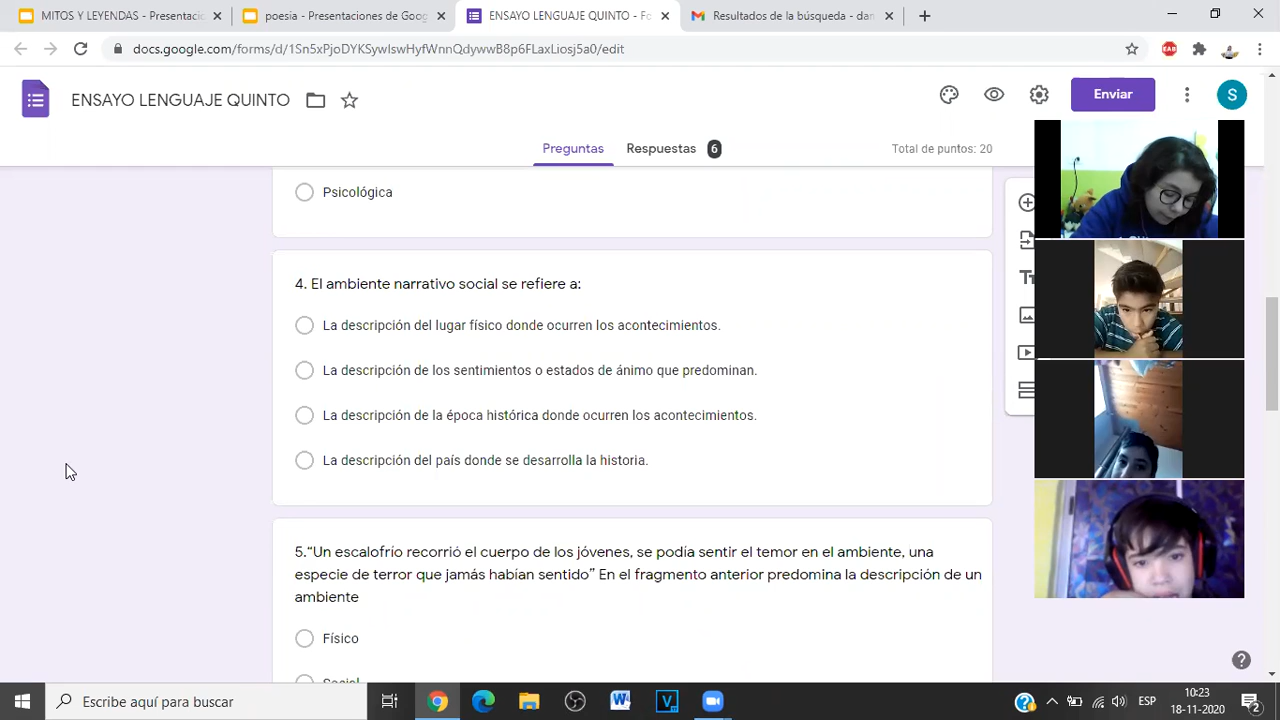 MITOS Y LEYENDAS - Presentaci
poesia - Presentaciones de Goog
ENSAYO LENGUAJE QUINTO - Fo
Resultados de la búsqueda - dan
docs.google.com/forms/d/1Sn5xPjoDYKSywIswHyfWnnQdywwB8p6FLaxLiosj5a0/edit
ENSAYO LENGUAJE QUINTO
Enviar
S
Preguntas
Respuestas 6
Total de puntos: 20
Psicológica
4. El ambiente narrativo social se refiere a:
La descripción del lugar físico donde ocurren los acontecimientos.
La descripción de los sentimientos o estados de ánimo que predominan.
La descripción de la época histórica donde ocurren los acontecimientos.
La descripción del país donde se desarrolla la historia.
5.“Un escalofrío recorrió el cuerpo de los jóvenes, se podía sentir el temor en el ambiente, una
especie de terror que jamás habían sentido” En el fragmento anterior predomina la descripción de un
ambiente
Físico
Social
Escribe aquí para buscar
ESP
10:23
18-11-2020
2